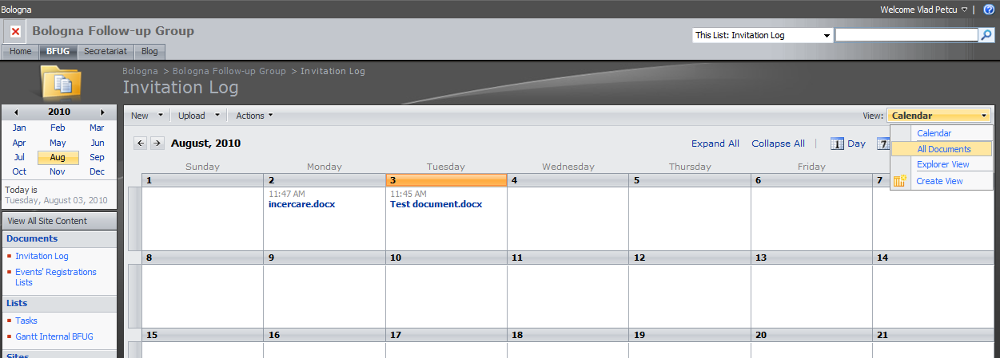 Bologna
Welcome Vlad Petcu
Bologna Follow-up Group
This List: Invitation Log
Home BFUG Secretariat Blog
Bologna > Bologna Follow-up Group > Invitation Log
Invitation Log
2010
Jan Feb Mar
Apr May Jun
Jul Aug Sep
Oct Nov Dec
Today is
Tuesday, August 03, 2010
View All Site Content
Documents
Invitation Log
Events' Registrations
Lists
Lists
Tasks
Gantt Internal BFUG
Sites
New Upload Actions View: Calendar
Calendar
All Documents
Explorer View
Create View
August, 2010 Expand All Collapse All | 1 Day 7
Sunday Monday Tuesday Wednesday Thursday Friday
1 2 3 4 5 6 7
11:47 AM 11:45 AM
incercare.docx Test document.docx
8 9 10 11 12 13 14
15 16 17 18 19 20 21